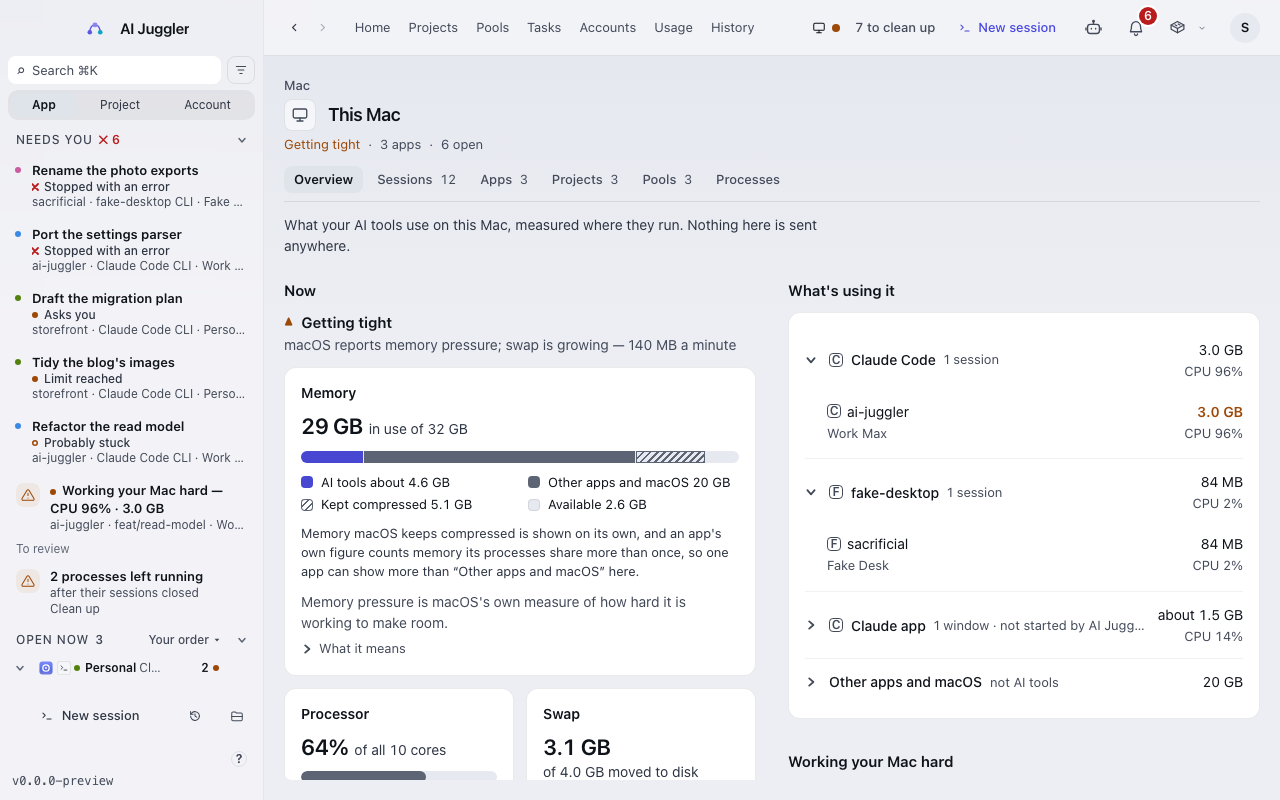 AI Juggler
Search ⌘K
App Project Account
NEEDS YOU 6
Rename the photo exports
Stopped with an error
sacrificial · fake-desktop CLI · Fake ...
Port the settings parser
Stopped with an error
ai-juggler · Claude Code CLI · Work ...
Draft the migration plan
Asks you
storefront · Claude Code CLI · Perso...
Tidy the blog's images
Limit reached
storefront · Claude Code CLI · Perso...
Refactor the read model
Probably stuck
ai-juggler · Claude Code CLI · Work ...
Working your Mac hard —
CPU 96% · 3.0 GB
ai-juggler · feat/read-model · Wo...
To review
2 processes left running
after their sessions closed
Clean up
OPEN NOW 3 Your order
Personal Cl... 2
New session
?
v0.0.0-preview
Home Projects Pools Tasks Accounts Usage History
7 to clean up
New session
6
S
Mac
This Mac
Getting tight · 3 apps · 6 open
Overview Sessions 12 Apps 3 Projects 3 Pools 3 Processes
What your AI tools use on this Mac, measured where they run. Nothing here is sent
anywhere.
Now
Getting tight
macOS reports memory pressure; swap is growing — 140 MB a minute
Memory
29 GB in use of 32 GB
AI tools about 4.6 GB Other apps and macOS 20 GB
Kept compressed 5.1 GB Available 2.6 GB
Memory macOS keeps compressed is shown on its own, and an app's
own figure counts memory its processes share more than once, so one
app can show more than “Other apps and macOS” here.
Memory pressure is macOS's own measure of how hard it is
working to make room.
What it means
Processor
64% of all 10 cores
Swap
3.1 GB
of 4.0 GB moved to disk
What's using it
C Claude Code 1 session 3.0 GB
CPU 96%
C ai-juggler 3.0 GB
Work Max CPU 96%
F fake-desktop 1 session 84 MB
CPU 2%
F sacrificial 84 MB
Fake Desk CPU 2%
C Claude app 1 window · not started by AI Jugg... about 1.5 GB
CPU 14%
Other apps and macOS not AI tools 20 GB
Working your Mac hard